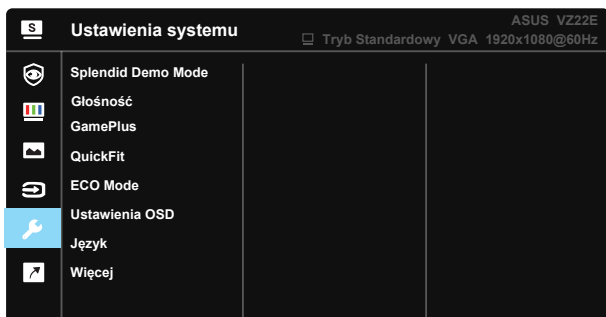 S
Ustawienia systemu
ASUS VZ22E
Tryb Standardowy VGA 1920x1080@60Hz
Splendid Demo Mode
Głośność
GamePlus
QuickFit
ECO Mode
Ustawienia OSD
Język
Więcej